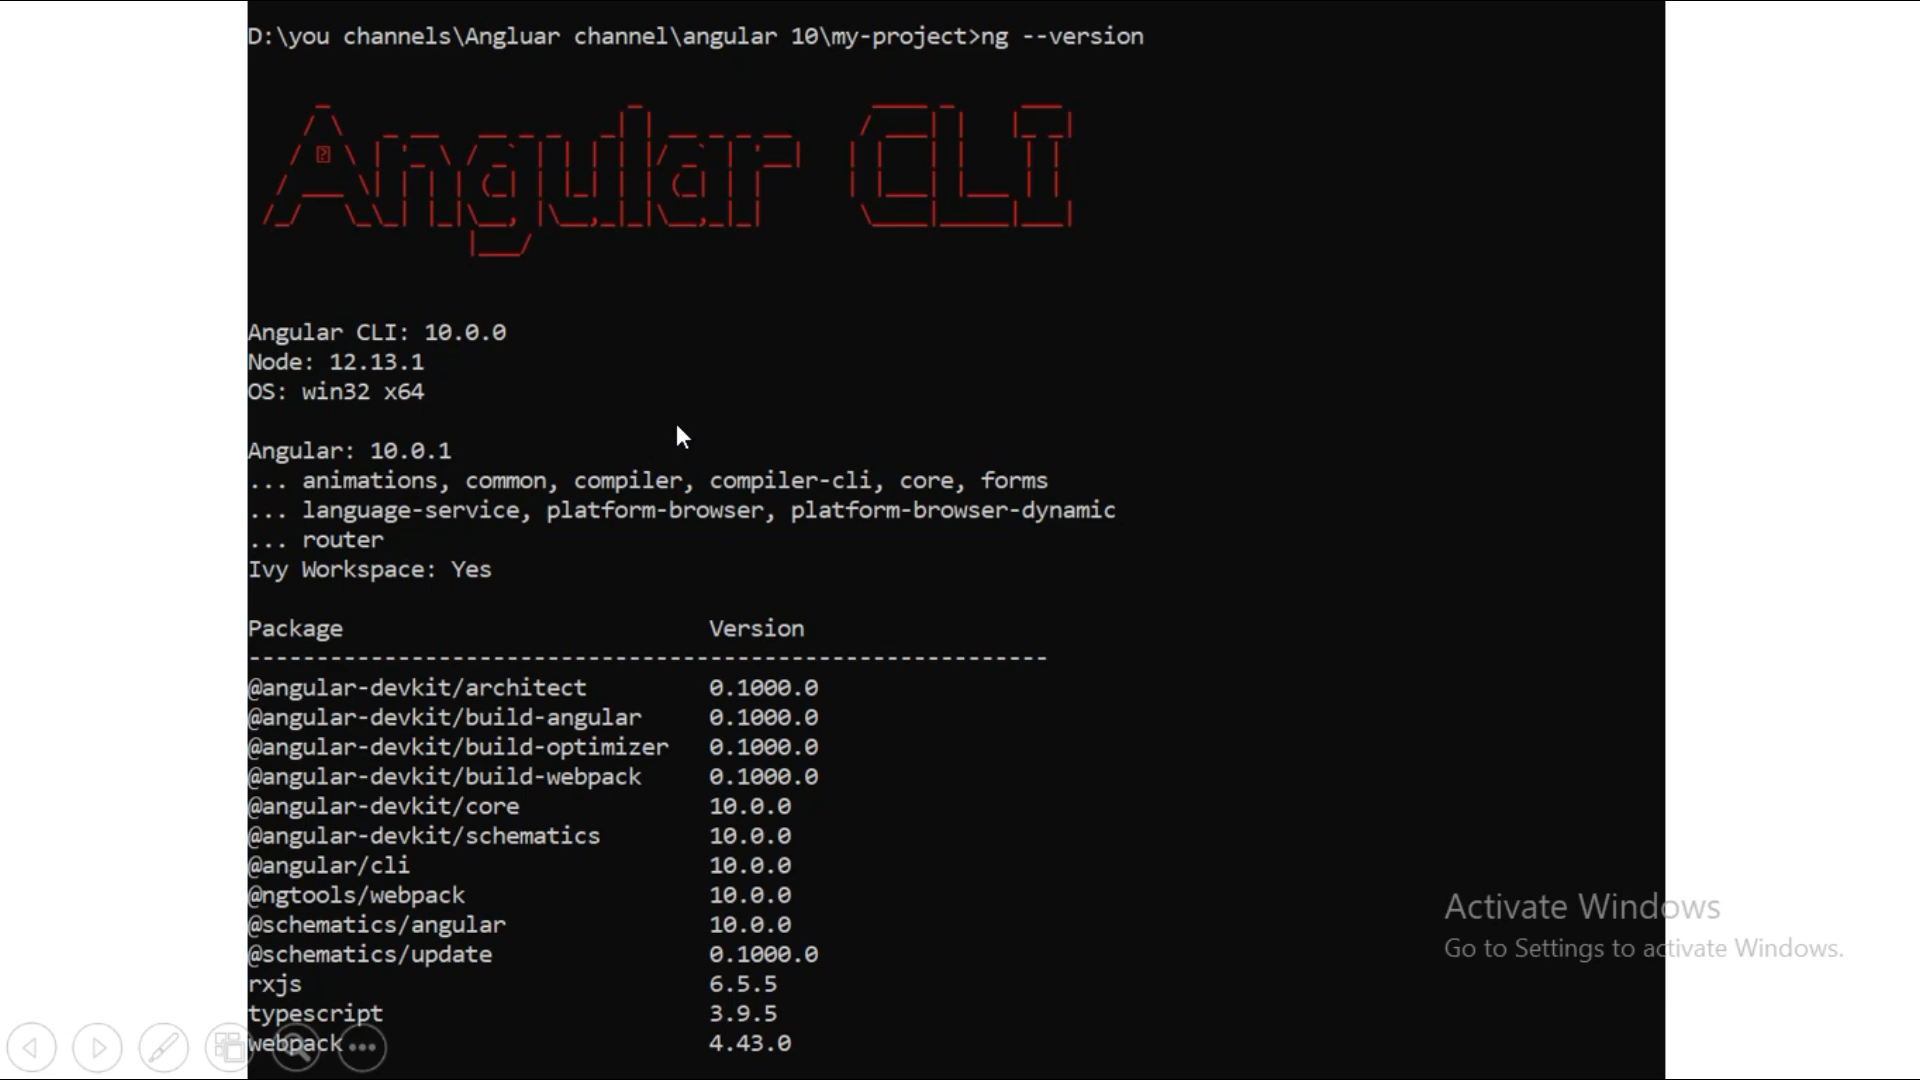 D:\you channels\Angluar channel\angular 10\my-project>ng --version
Angular CLI
Angular CLI: 10.0.0
Node: 12.13.1
OS: win32 x64
Angular: 10.0.1
... animations, common, compiler, compiler-cli, core, forms
... language-service, platform-browser, platform-browser-dynamic
... router
Ivy Workspace: Yes
Package Version
-----------------------------------------------------------
@angular-devkit/architect 0.1000.0
@angular-devkit/build-angular 0.1000.0
@angular-devkit/build-optimizer 0.1000.0
@angular-devkit/build-webpack 0.1000.0
@angular-devkit/core 10.0.0
@angular-devkit/schematics 10.0.0
@angular/cli 10.0.0
@ngtools/webpack 10.0.0
@schematics/angular 10.0.0
@schematics/update 0.1000.0
rxjs 6.5.5
typescript 3.9.5
webpack 4.43.0
Activate Windows
Go to Settings to activate Windows.